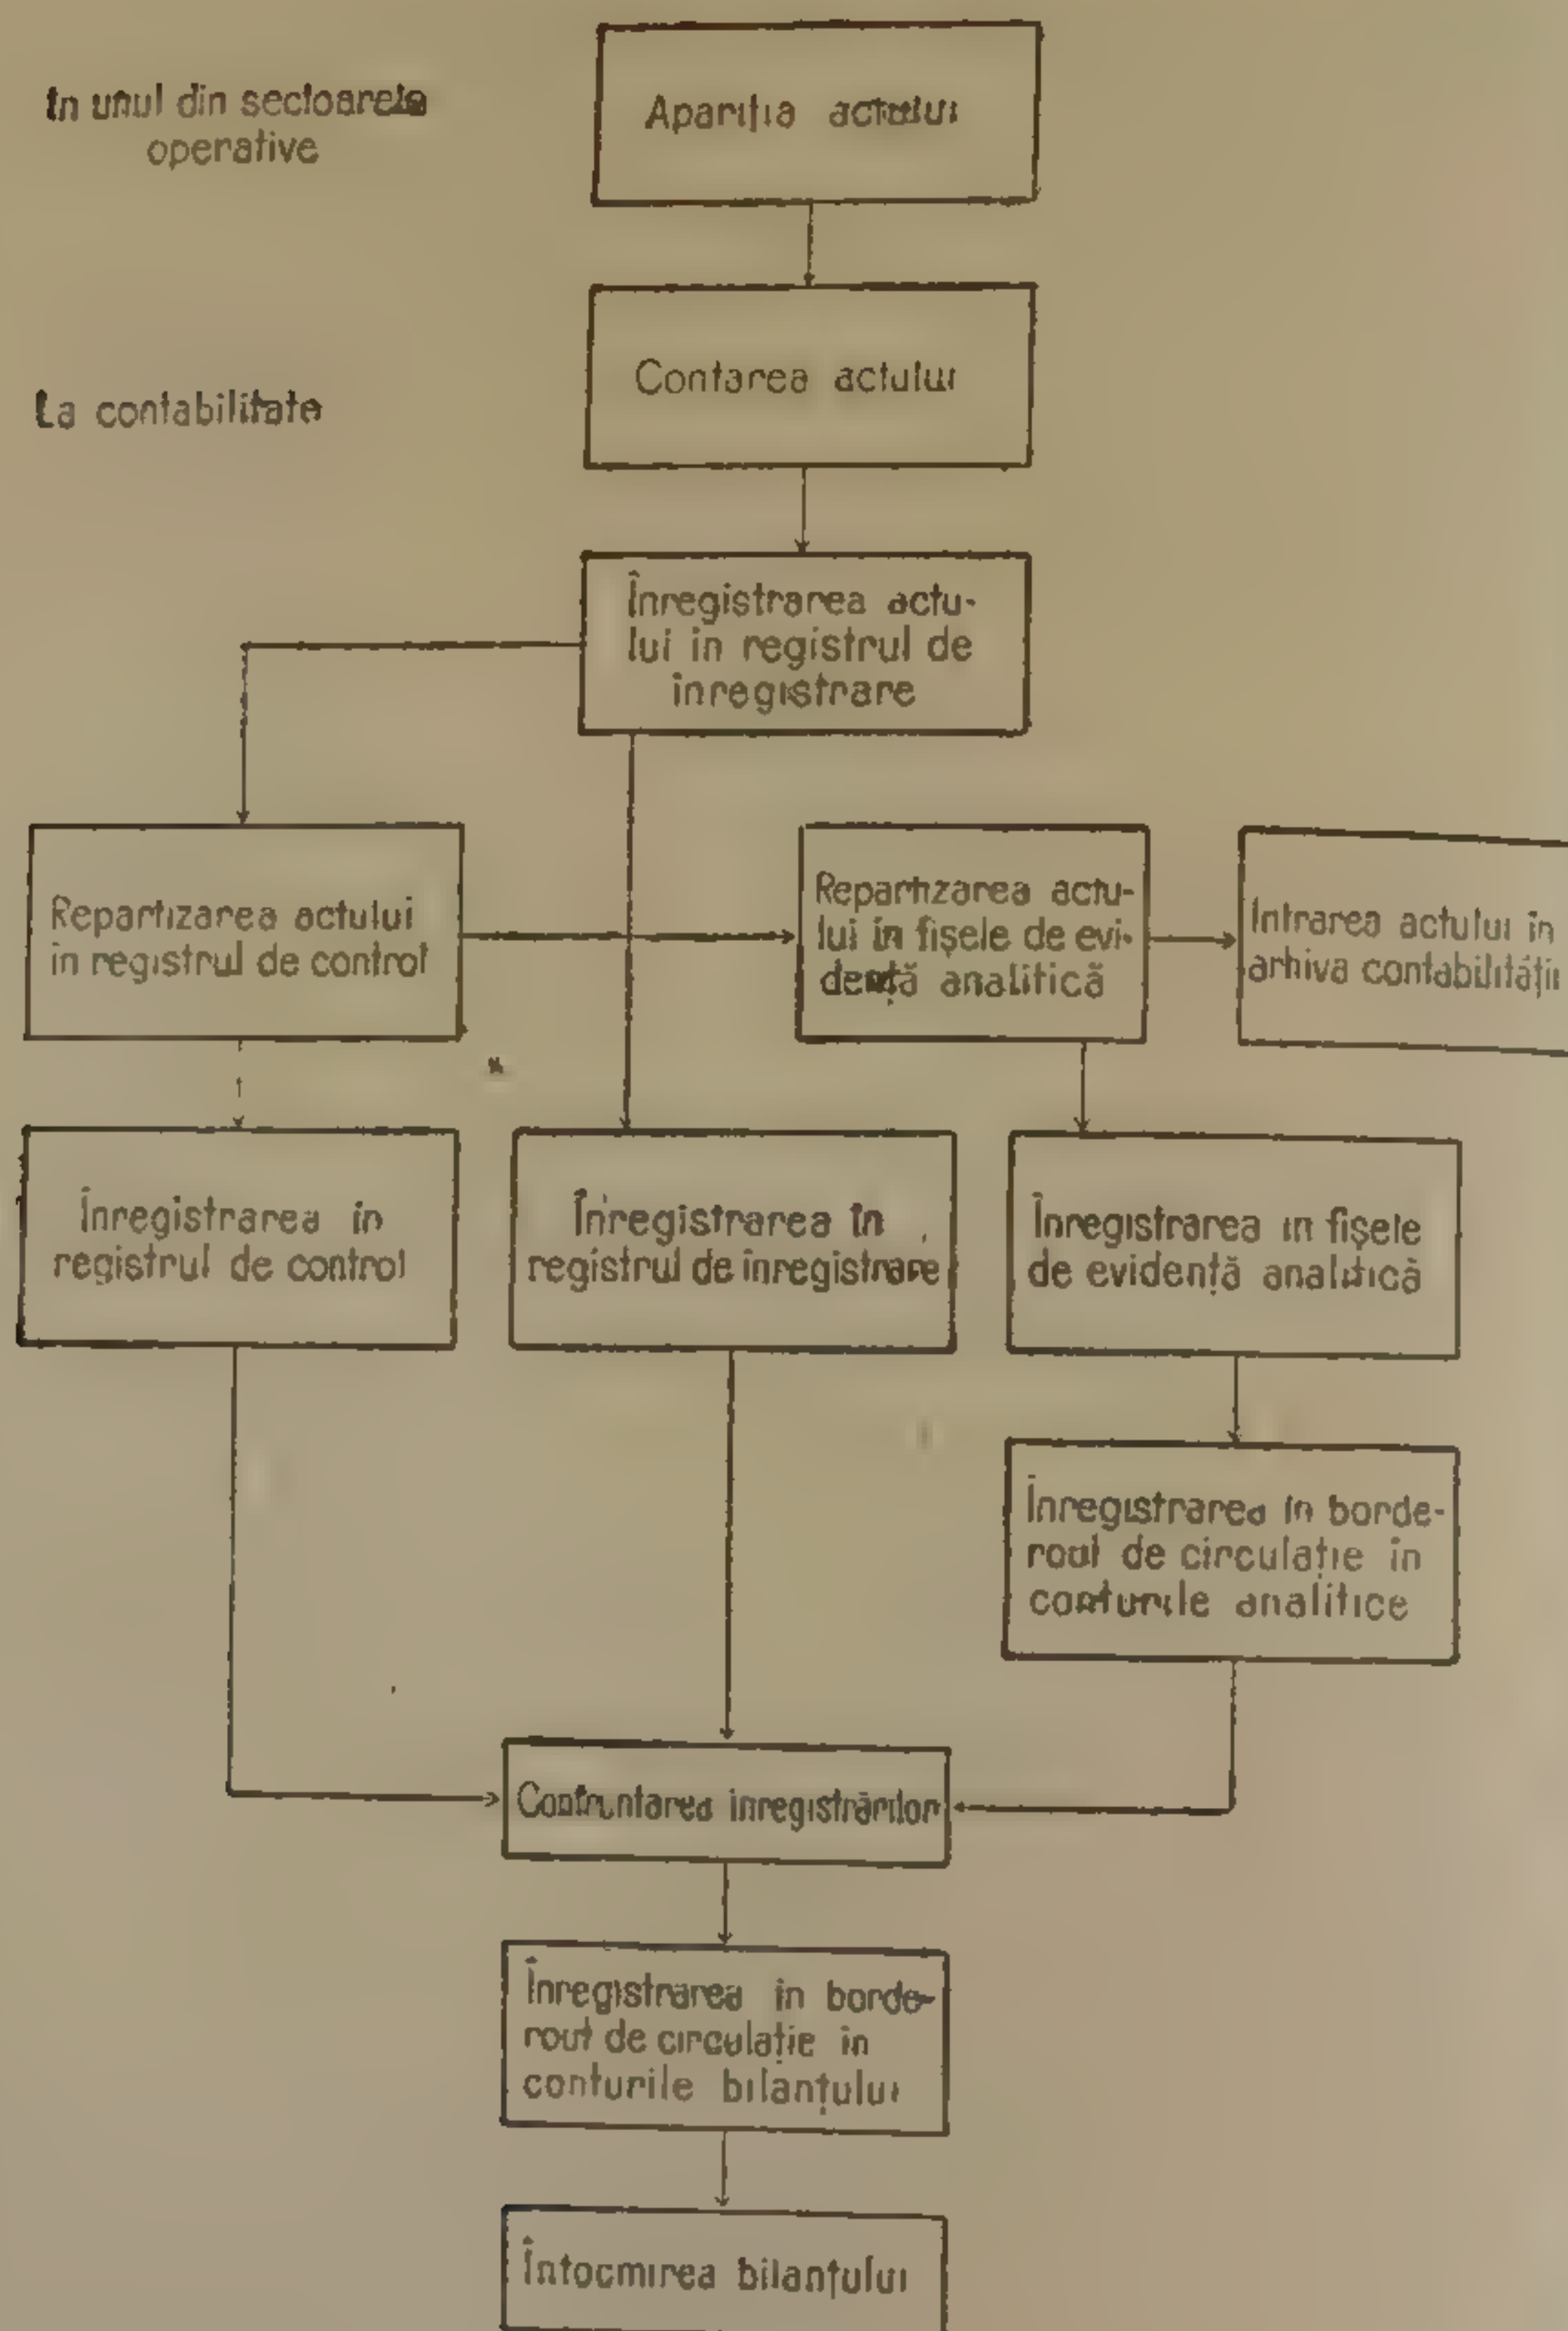 In unul din sectoarele
operative
Apariția actului
Contarea actului
La contabilitate
Înregistrarea actu-
lui in registrul de
inregistrare
Repartizarea actului
in registrul de control
Repartizarea actu-
lui in fișele de evi-
dență analitică
Intrarea actului în
arhiva contabilității
Înregistrarea in
registrul de control
Înregistrarea în
registrul de inregistrare
Înregistrarea in fișele
de evidență analitică
Înregistrarea in borde-
roul de circulație in
conturile analitice
Confruntarea inregistrărilor
Înregistrarea in borde-
roul de circulație in
conturile bilanțului
Întocmirea bilanțului